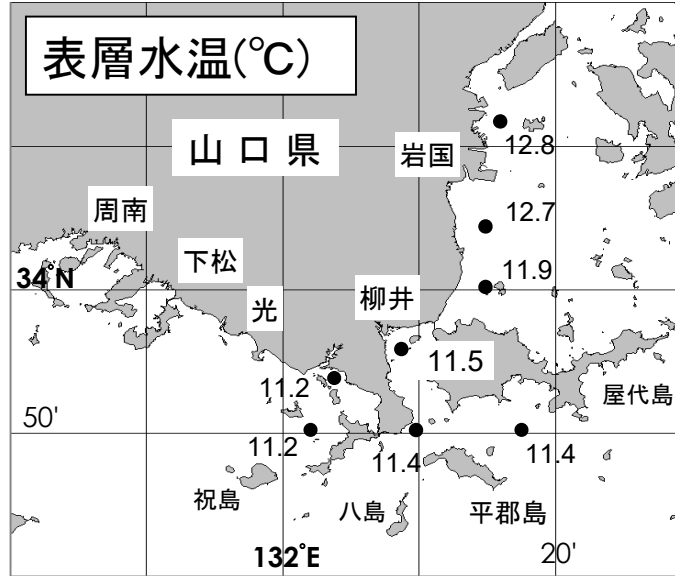 表層水温(℃)
山口県
岩国
12.8
周南
12.7
下松
34°N
11.9
光
柳井
11.5
11.2
屋代島
50'
11.2
11.4
11.4
祝島
八島
平郡島
132°E
20'